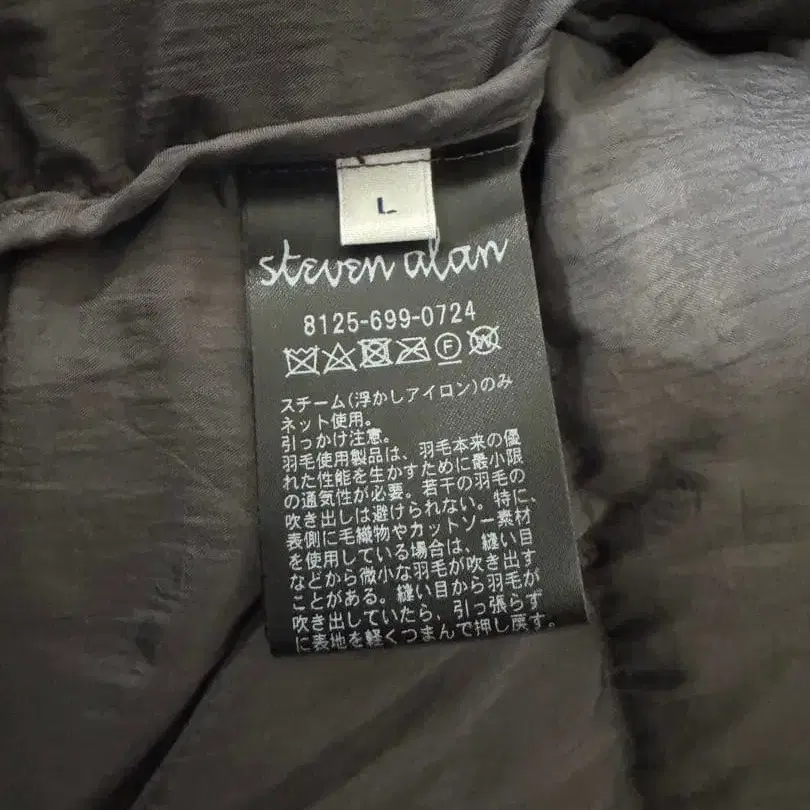 L
steven alan
8125-699-0724
F W
スチーム(浮かしアイロン)のみ
ネット使用。
引っかけ注意。
羽毛使用製品は、羽毛本来の優
れた性能を生かすために最小限
の通気性が必要。若干の羽毛の
吹き出しは避けられない。特に、
表側に毛織物やカットソー素材
を使用している場合は、縫い目
などから微小な羽毛が吹き出す
ことがある。縫い目から羽毛が
吹き出していたら、引っ張らず
に表地を軽くつまんで押し戻す。